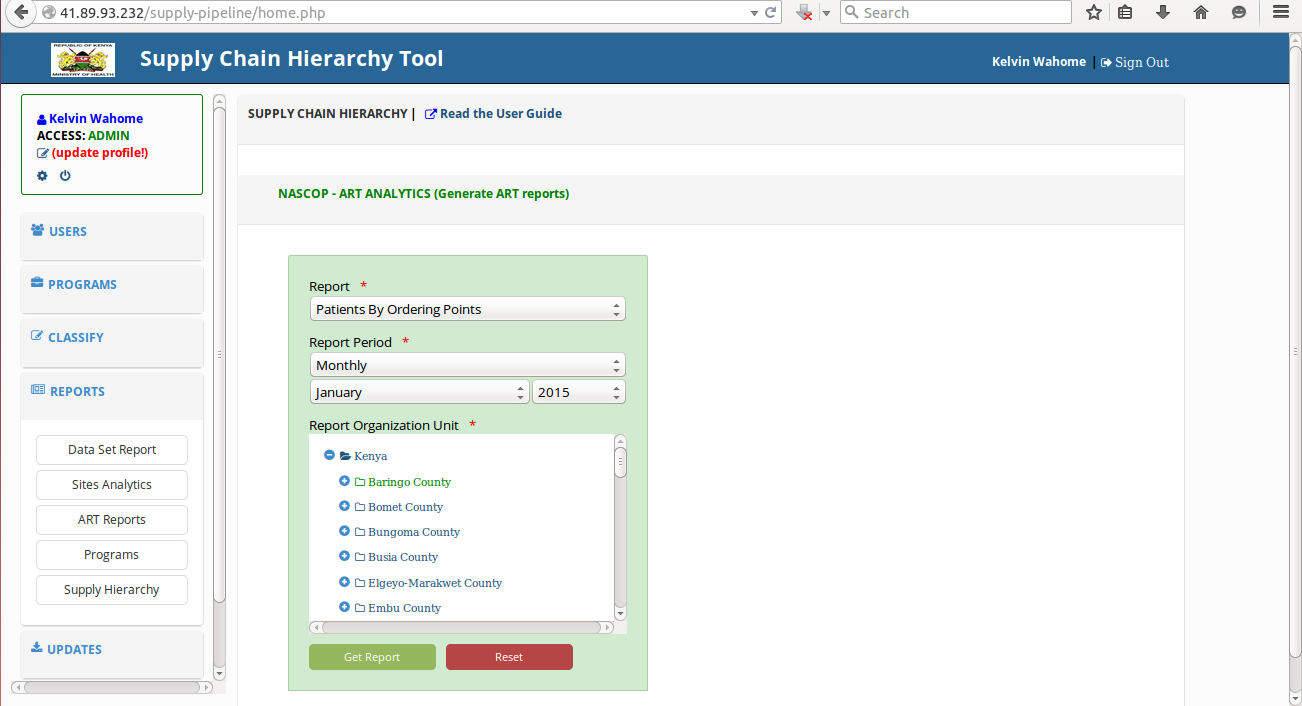 41.89.93.232/supply-pipeline/home.php
Search
REPUBLIC OF KENYA
MINISTRY OF HEALTH
Supply Chain Hierarchy Tool
Kelvin Wahome | Sign Out
Kelvin Wahome
ACCESS: ADMIN
(update profile!)
USERS
PROGRAMS
CLASSIFY
REPORTS
Data Set Report
Sites Analytics
ART Reports
Programs
Supply Hierarchy
UPDATES
SUPPLY CHAIN HIERARCHY | Read the User Guide
NASCOP - ART ANALYTICS (Generate ART reports)
Report *
Patients By Ordering Points
Report Period *
Monthly
January 2015
Report Organization Unit *
Kenya
Baringo County
Bomet County
Bungoma County
Busia County
Elgeyo-Marakwet County
Embu County
Get Report Reset